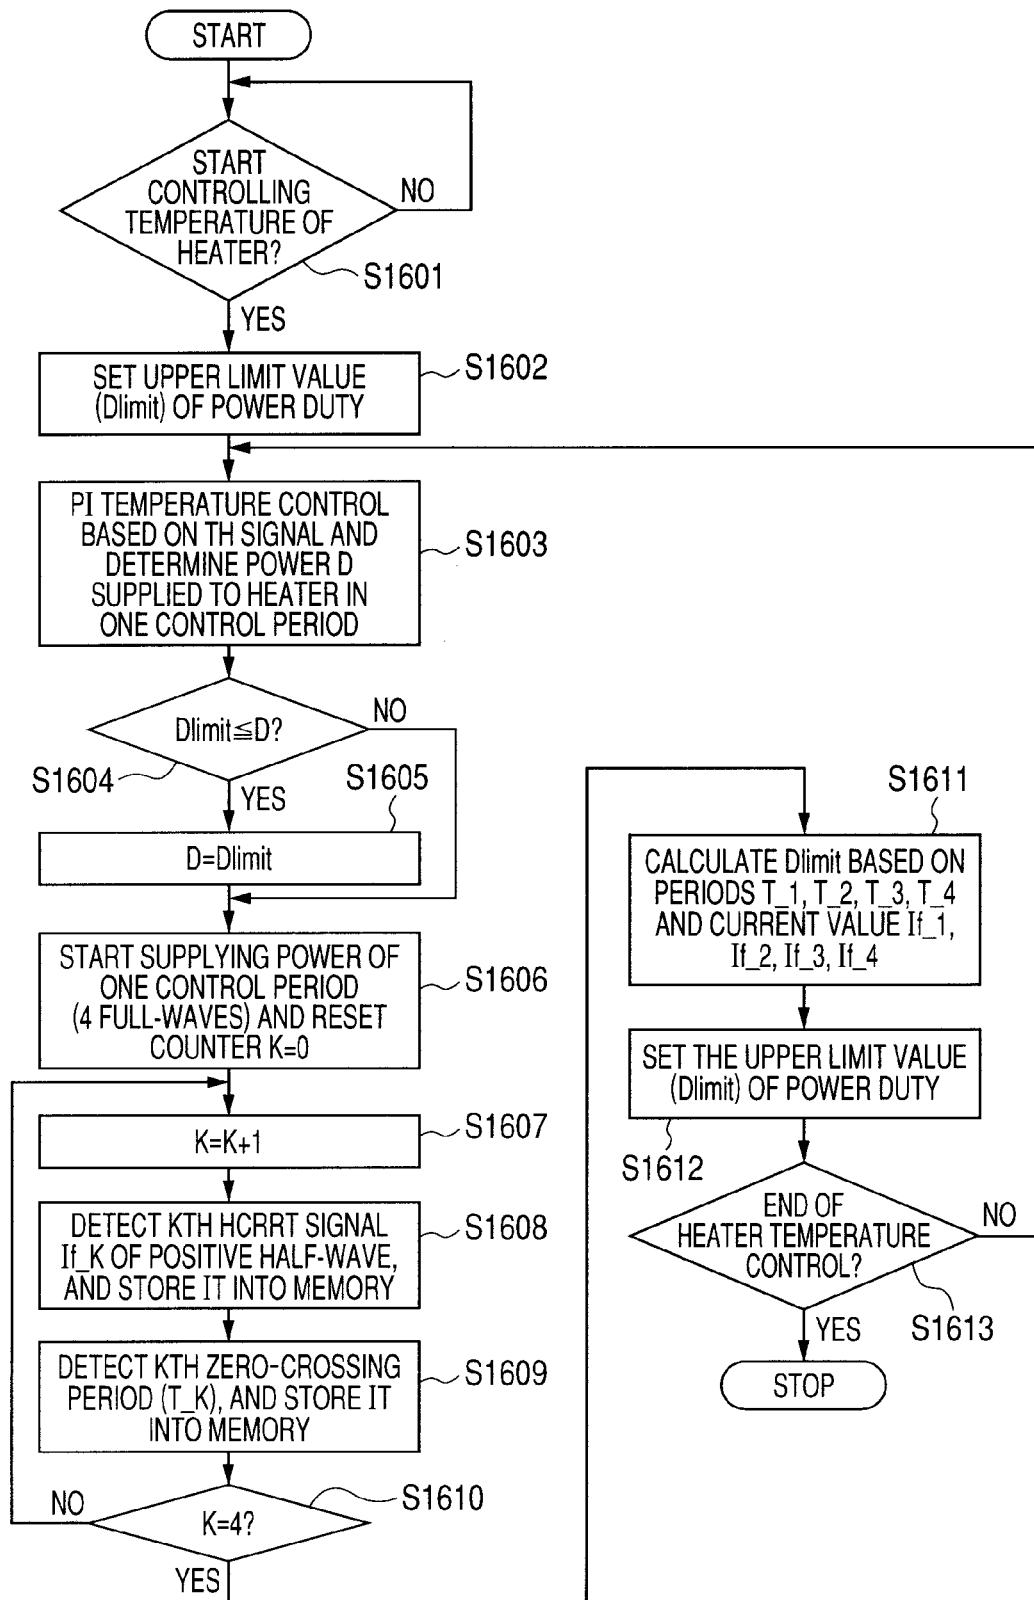 START
START
CONTROLLING
TEMPERATURE OF
HEATER?
NO
S1601
YES
SET UPPER LIMIT VALUE
(Dlimit) OF POWER DUTY
S1602
PI TEMPERATURE CONTROL
BASED ON TH SIGNAL AND
DETERMINE POWER D
SUPPLIED TO HEATER IN
ONE CONTROL PERIOD
S1603
Dlimit≦D?
NO
S1604
YES
S1605
D=Dlimit
START SUPPLYING POWER OF
ONE CONTROL PERIOD
(4 FULL-WAVES) AND RESET
COUNTER K=0
S1606
K=K+1
S1607
DETECT KTH HCRRT SIGNAL
If_K OF POSITIVE HALF-WAVE,
AND STORE IT INTO MEMORY
S1608
DETECT KTH ZERO-CROSSING
PERIOD (T_K), AND STORE IT
INTO MEMORY
S1609
K=4?
NO
S1610
YES
S1611
CALCULATE Dlimit BASED ON
PERIODS T_1, T_2, T_3, T_4
AND CURRENT VALUE If_1,
If_2, If_3, If_4
SET THE UPPER LIMIT VALUE
(Dlimit) OF POWER DUTY
S1612
END OF
HEATER TEMPERATURE
CONTROL?
NO
S1613
YES
STOP